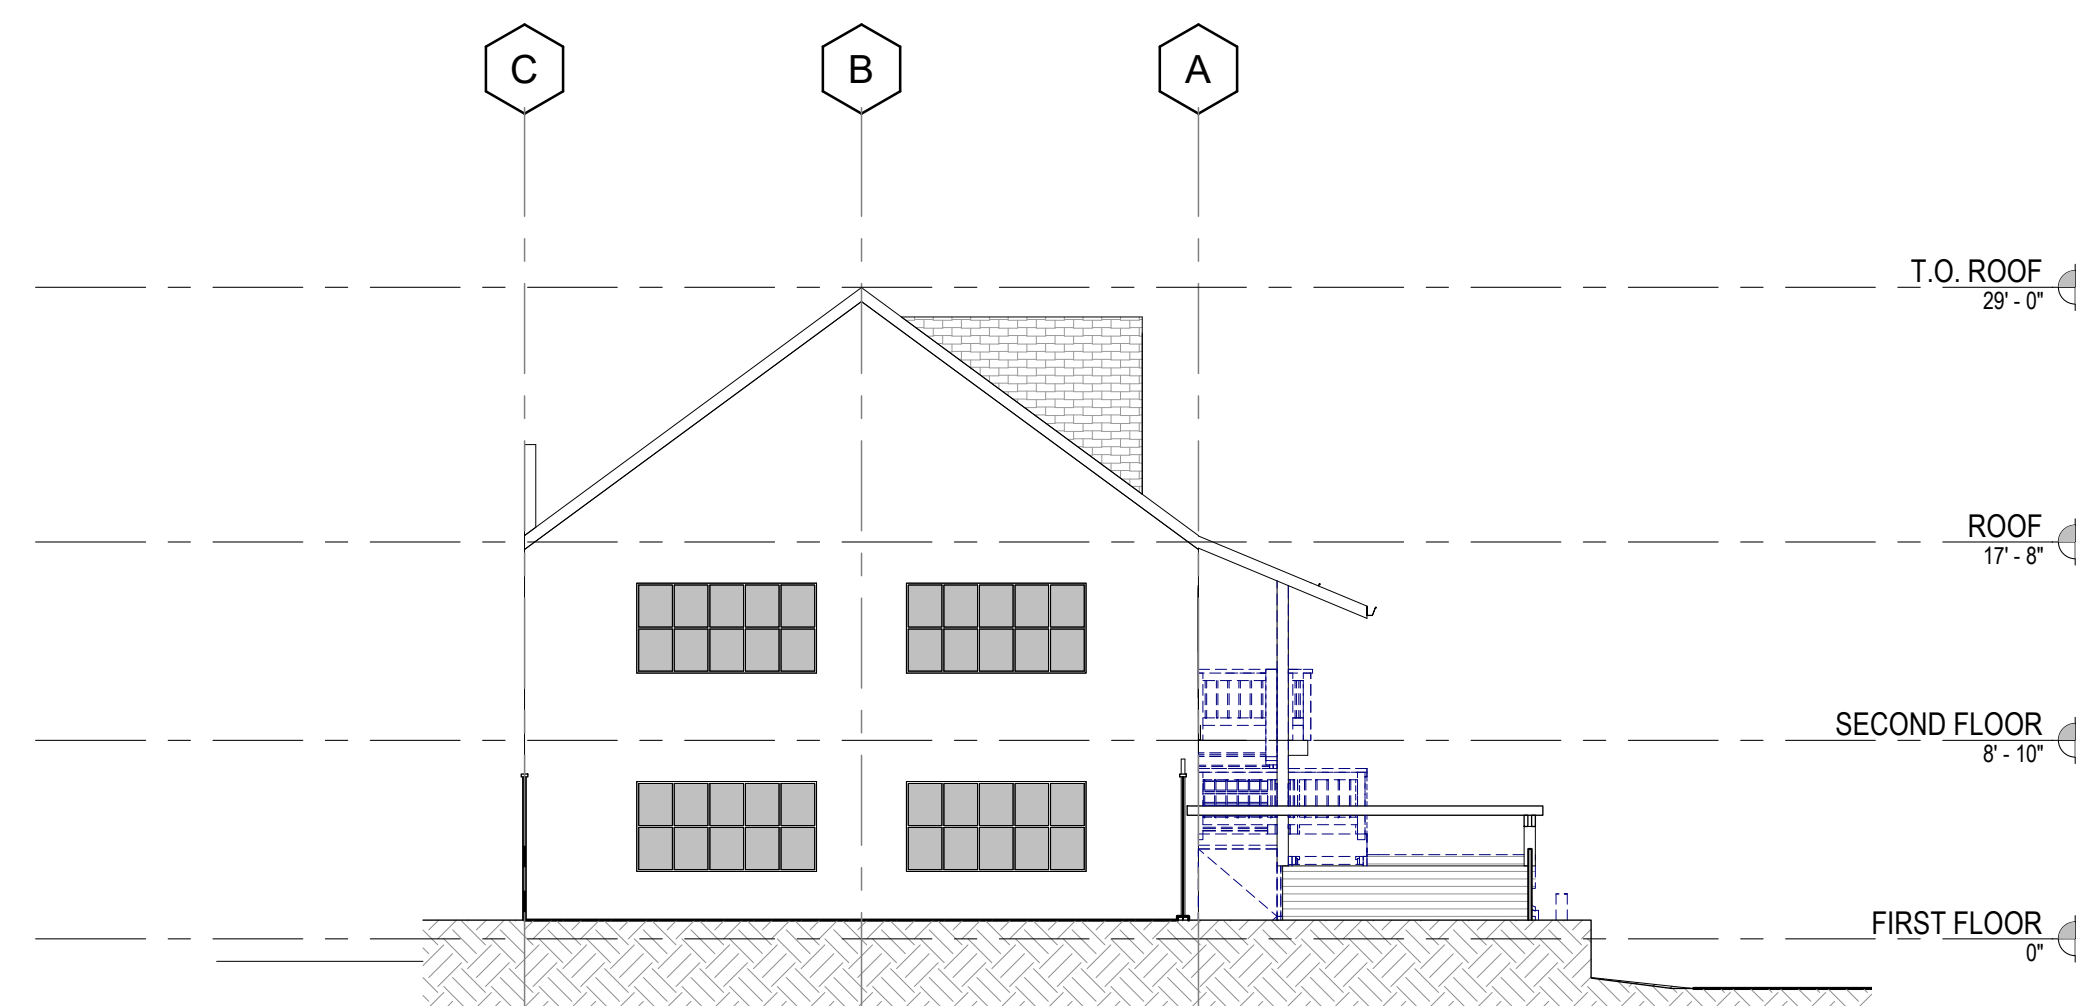 C
B
A
T.O. ROOF
29' - 0"
ROOF
17' - 8"
SECOND FLOOR
8' - 10"
FIRST FLOOR
0"